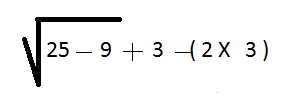 √25 − 9 + 3 −( 2 X 3 )